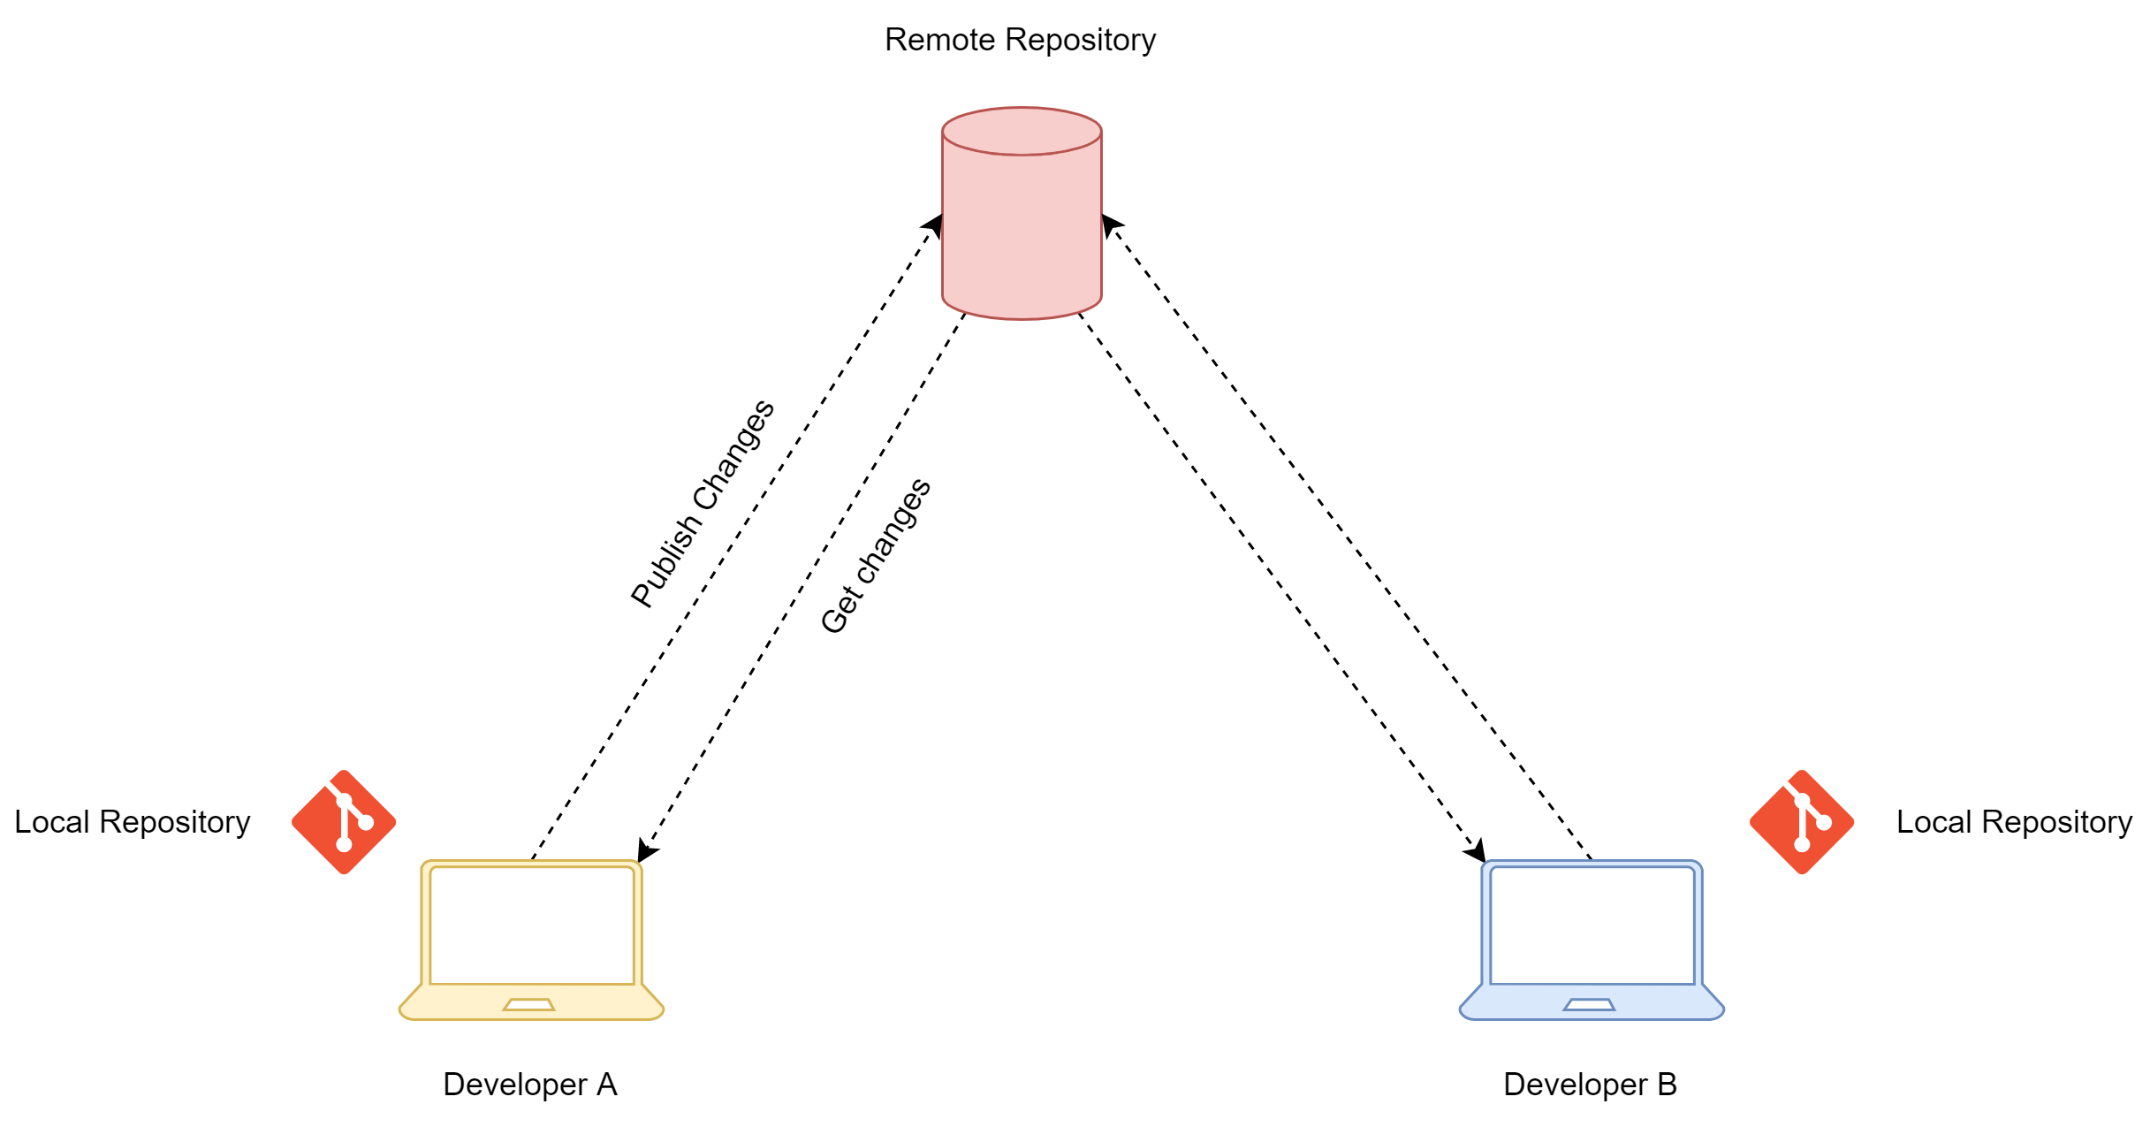 Remote Repository
Publish Changes
Get changes
Local Repository
Local Repository
Developer A
Developer B